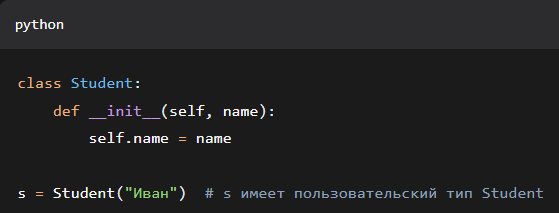 python
class Student:
    def __init__(self, name):
        self.name = name
s = Student("Иван")  # s имеет пользовательский тип Student